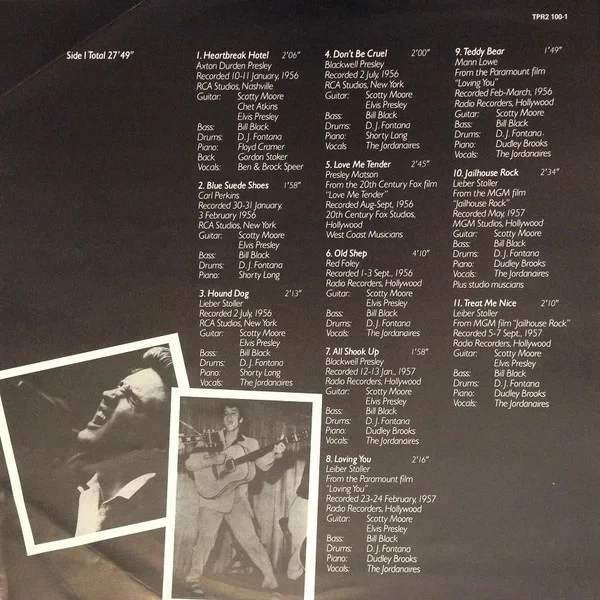 TPR2 100-1
Side I Total 27'49"
1. Heartbreak Hotel 2'06"
Axton Durden Presley
Recorded 10-11 January, 1956
RCA Studios, Nashville
Guitar: Scotty Moore
Chet Atkins
Elvis Presley
Bass: Bill Black
Drums: D. J. Fontana
Piano: Floyd Cramer
Back Gordon Stoker
Vocals: Ben & Brock Speer
2. Blue Suede Shoes 1'58"
Carl Perkins
Recorded 30-31 January,
3 February 1956
RCA Studios, New York
Guitar: Scotty Moore
Elvis Presley
Bass: Bill Black
Drums: D. J. Fontana
Piano: Shorty Long
3. Hound Dog 2'13"
Lieber Stoller
Recorded 2 July, 1956
RCA Studios, New York
Guitar: Scotty Moore
Elvis Presley
Bass: Bill Black
Drums: D. J. Fontana
Piano: Shorty Long
Vocals: The Jordanaires
4. Don't Be Cruel 2'00"
Blackwell Presley
Recorded 2 July, 1956
RCA Studios, New York
Guitar: Scotty Moore
Elvis Presley
Bass: Bill Black
Drums: D. J. Fontana
Piano: Shorty Long
Vocals The Jordanaires
5. Love Me Tender 2'45"
Presley Matson
From the 20th Century Fox film
"Love Me Tender"
Recorded Aug-Sept, 1956
20th Century Fox Studios,
Hollywood
West Coast Musicians
6. Old Shep 4'10"
Red Foley
Recorded 1-3 Sept., 1956
Radio Recorders, Hollywood
Guitar: Scotty Moore
Elvis Presley
Bass: Bill Black
Drums: D. J. Fontana
Vocals: The Jordanaires
7. All Shook Up 1'58"
Blackwell Presley
Recorded 12-13 Jan., 1957
Radio Recorders, Hollywood
Guitar: Scotty Moore
Elvis Presley
Bass: Bill Black
Drums: D. J. Fontana
Piano: Dudley Brooks
Vocals: The Jordanaires
8. Loving You 2'16"
Leiber Stoller
From the Paramount film
"Loving You"
Recorded 23-24 February, 1957
Radio Recorders, Hollywood
Guitar: Scotty Moore
Elvis Presley
Bass: Bill Black
Drums: D. J. Fontana
Piano: Dudley Brooks
Vocals: The Jordanaires
9. Teddy Bear 1'49"
Mann Lowe
From the Paramount film
"Loving You"
Recorded Feb-March, 1956
Radio Recorders, Hollywood
Guitar: Scotty Moore
Elvis Presley
Bass: Bill Black
Drums: D. J. Fontana
Piano: Dudley Brooks
Vocals: The Jordanaires
10. Jailhouse Rock 2'34"
Lieber Stoller
From the MGM film
"Jailhouse Rock"
Recorded May, 1957
MGM Studios, Hollywood
Guitar: Scotty Moore
Bass: Bill Black
Drums: D. J. Fontana
Piano: Dudley Brooks
Vocals: The Jordanaires
Plus studio muscians
11. Treat Me Nice 2'10"
Lieber Stoller
From MGM film "Jailhouse Rock"
Recorded 5-7 Sept., 1957
Radio Recorders, Hollywood
Guitar: Scotty Moore
Elvis Presley
Bass: Bill Black
Drums: D. J. Fontana
Piano: Dudley Brooks
Vocals: The Jordanaires